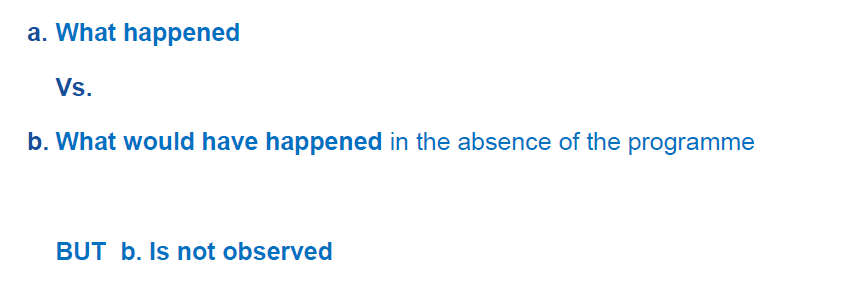 a. What happened
Vs.
b. What would have happened in the absence of the programme
BUT b. Is not observed